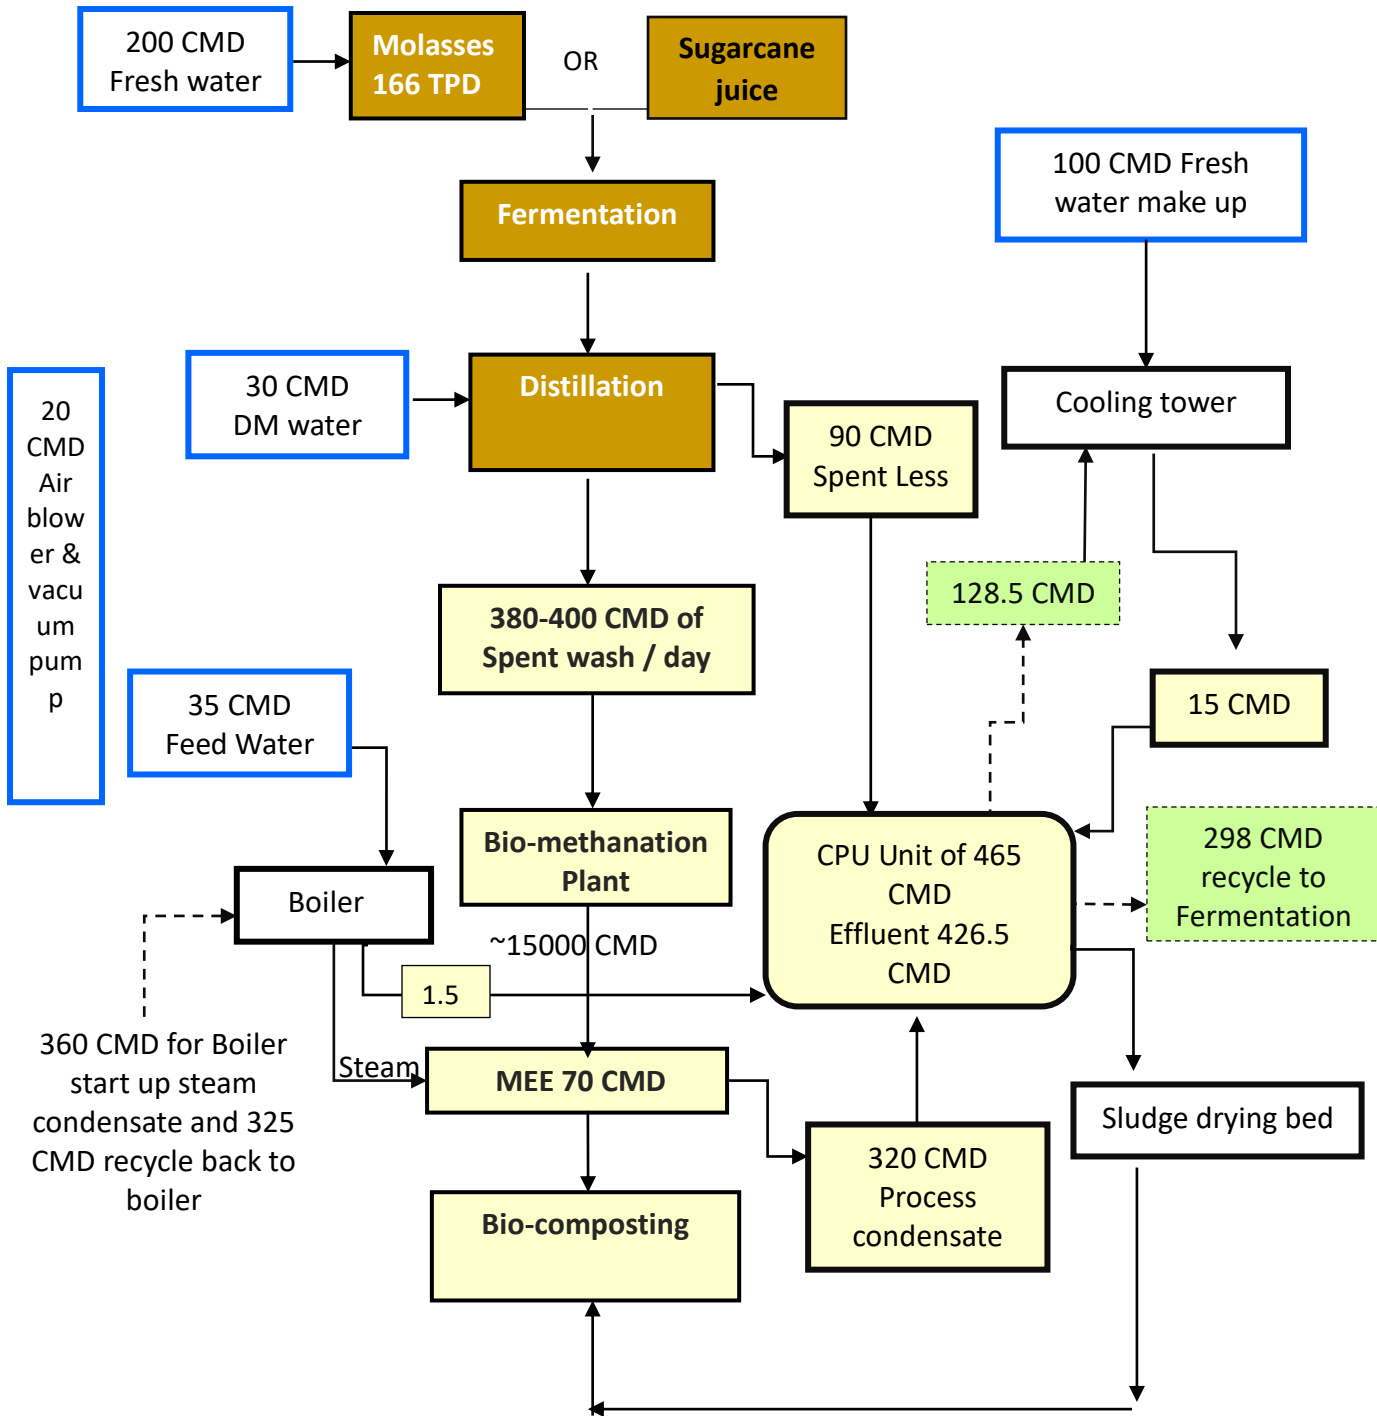 200 CMD
Fresh water
Molasses
166 TPD
OR
Sugarcane
juice
Fermentation
100 CMD Fresh
water make up
30 CMD
DM water
Distillation
90 CMD
Spent Less
Cooling tower
20
CMD
Air
blow
er &
vacu
um
pum
p
128.5 CMD
380-400 CMD of
Spent wash / day
35 CMD
Feed Water
15 CMD
Bio-methanation
Plant
CPU Unit of 465
CMD
Effluent 426.5
CMD
298 CMD
recycle to
Fermentation
Boiler
~15000 CMD
1.5
360 CMD for Boiler
start up steam
condensate and 325
CMD recycle back to
boiler
Steam
MEE 70 CMD
Sludge drying bed
320 CMD
Process
condensate
Bio-composting